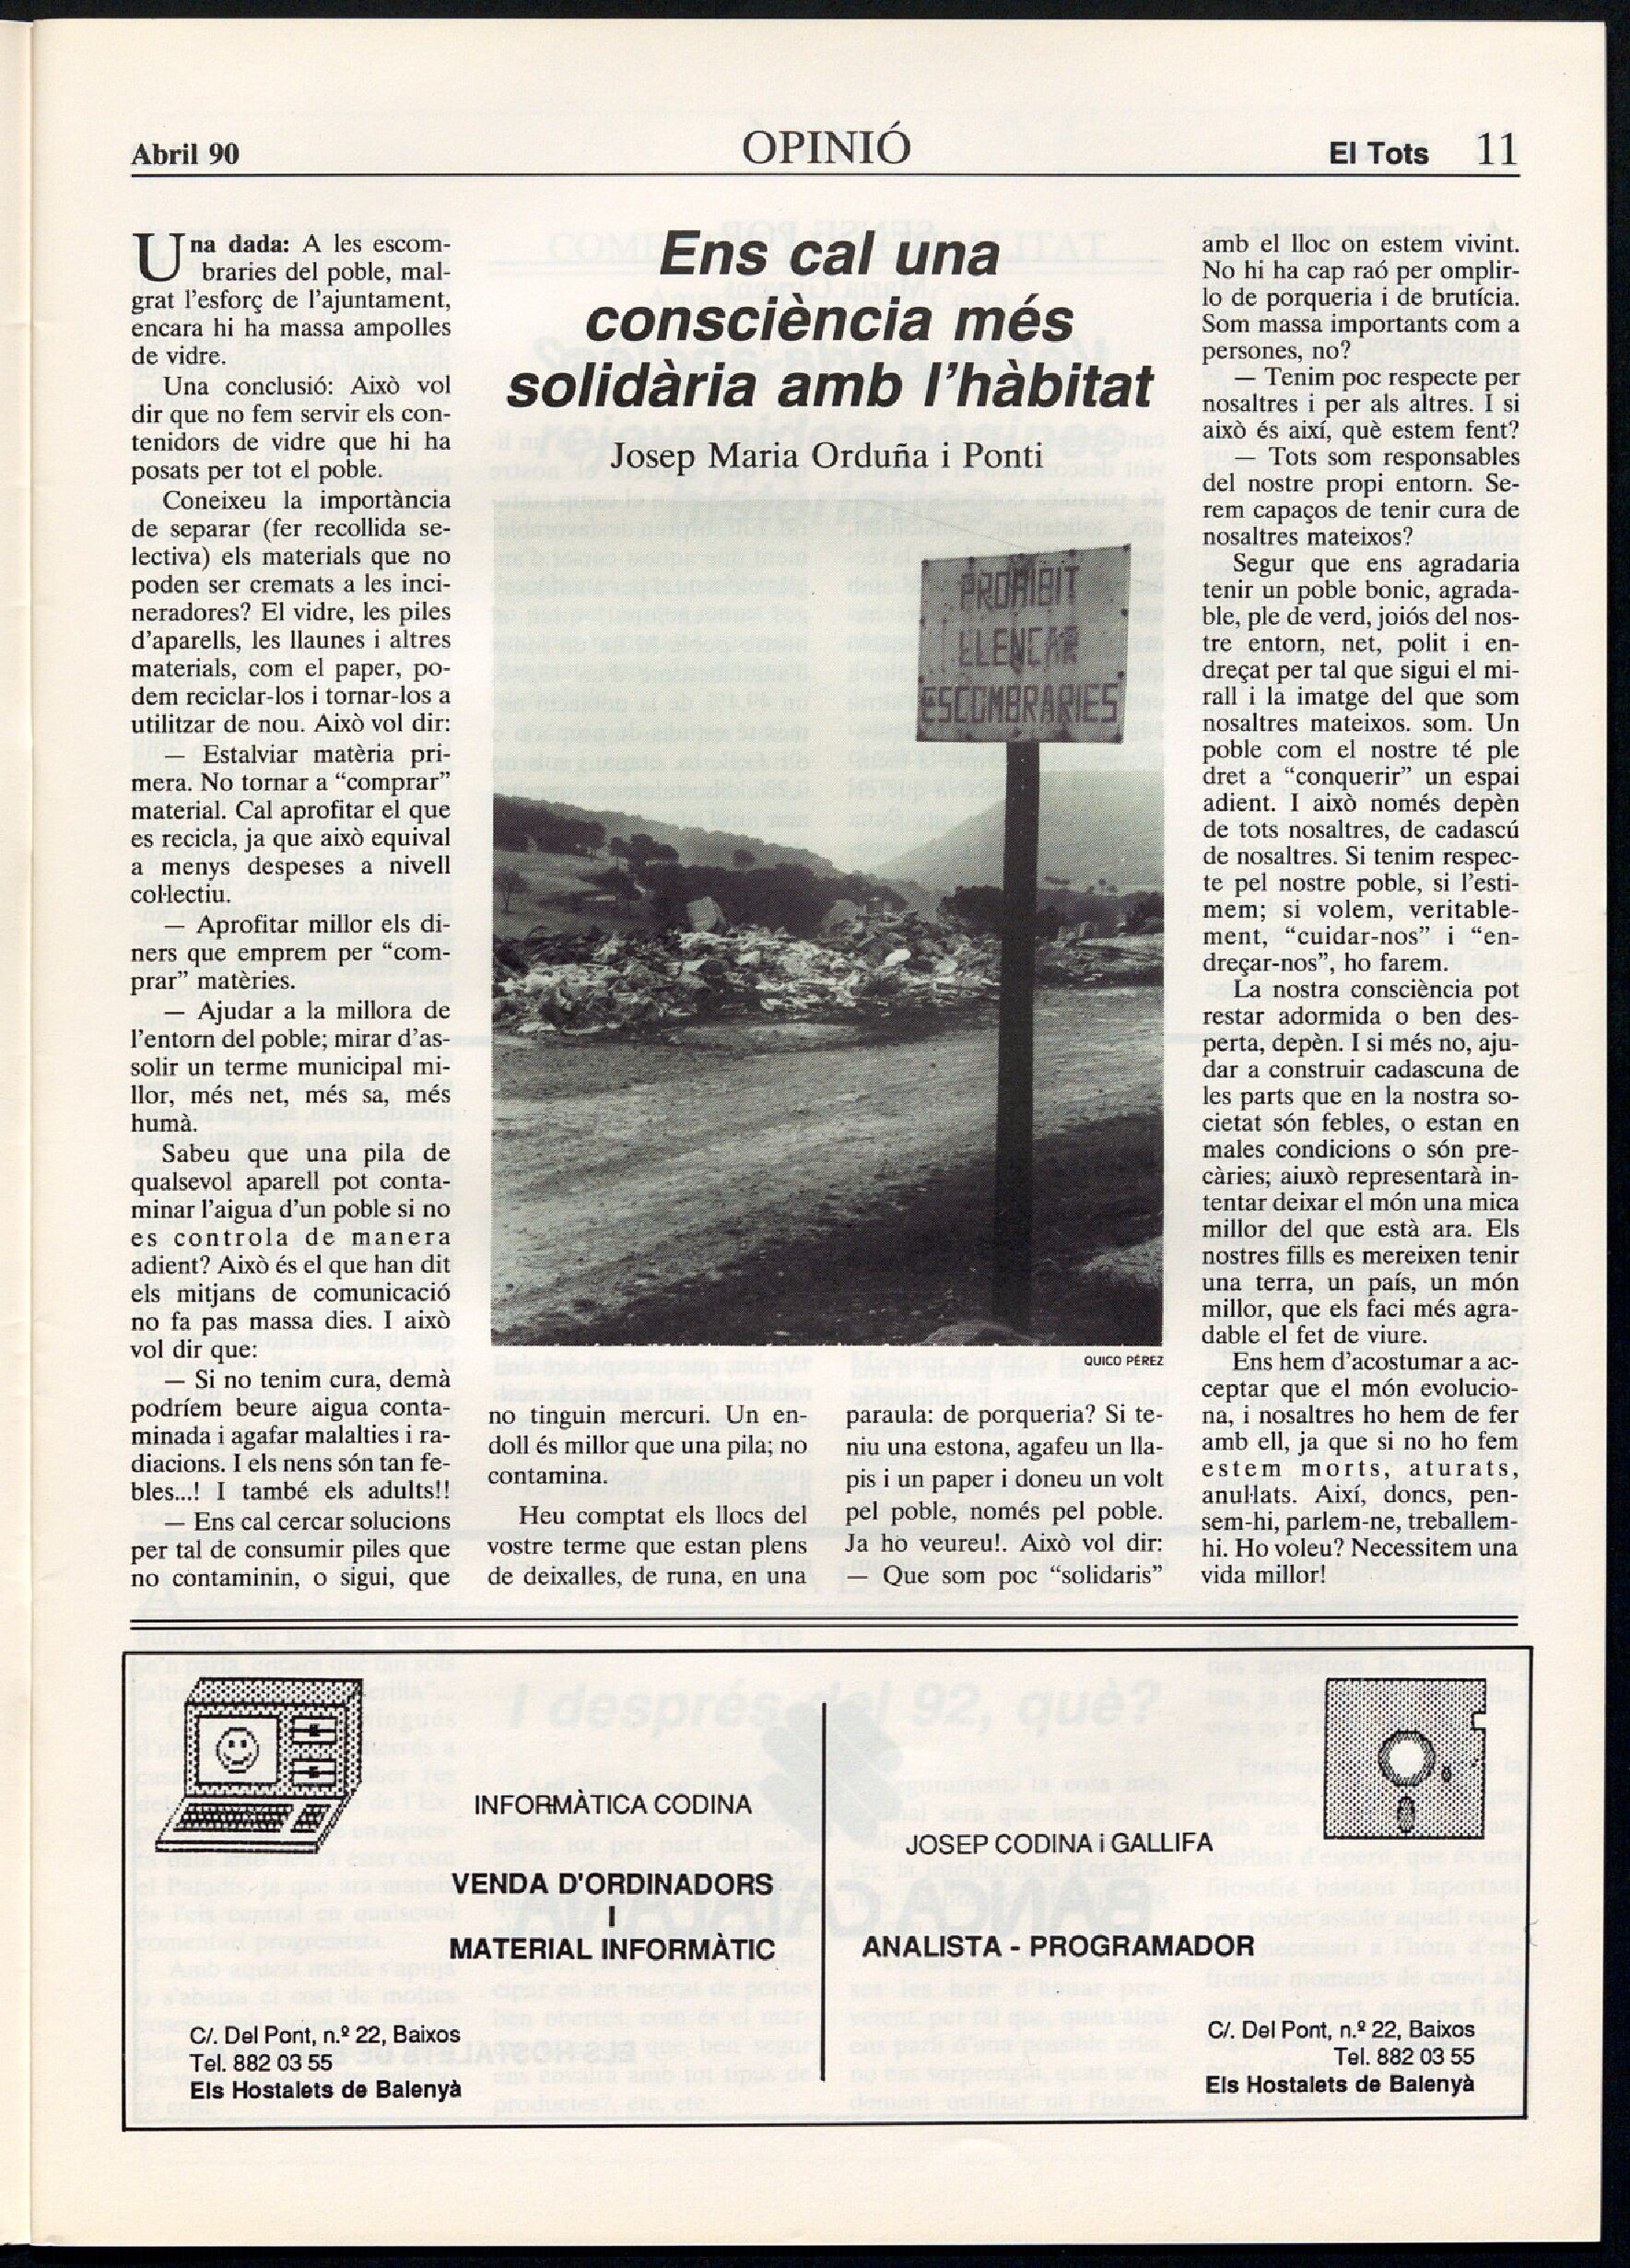 Abril 90
ÒPINIÓ
El Tots 11
Ens cal una
consciència més
solidària amb l'hàbitat
Josep Maria Orduña i Ponti
Una dada: A les escom-
braries del poble, mal-
grat l'esforç de l'ajuntament,
encara hi ha massa ampolles
de vidre.
Una conclusió: Això vol
dir que no fem servir els con-
tenidors de vidre que hi ha
posats per tot el poble.
Coneixeu la importància
de separar (fer recollida se-
lectiva) els materials que no
poden ser cremats a les inci-
neradores? El vidre, les piles
d'aparells, les llaunes i altres
materials, com el paper, po-
dem reciclar-los i tornar-los a
utilitzar de nou. Això vol dir:
— Estalviar matèria pri-
mera. No tornar a “comprar”
material. Cal aprofitar el que
es recicla, ja que això equival
a menys despeses a nivell
col·lectiu.
— Aprofitar millor els di-
ners que emprem per “com-
prar” matèries.
— Ajudar a la millora de
l'entorn del poble; mirar d'as-
solir un terme municipal mi-
llor, més net, més sa, més
humà.
Sabeu que una pila de
qualsevol aparell pot conta-
minar l'aigua d'un poble si no
es controla de manera
adient? Això és el que han dit
els mitjans de comunicació
no fa pas massa dies. I això
vol dir que:
— Si no tenim cura, demà
podríem beure aigua conta-
minada i agafar malalties i ra-
diacions. I els nens són tan fe-
bles...! I també els adults!!
— Ens cal cercar solucions
per tal de consumir piles que
no contaminin, o sigui, que
PROHIBIT
LLENÇAR
ESCOMBRARIES
QUICO PÉREZ
no tinguin mercuri. Un en-
doll és millor que una pila; no
contamina.
Heu comptat els llocs del
vostre terme que estan plens
de deixalles, de runa, en una
paraula: de porqueria? Si te-
niu una estona, agafeu un lla-
pis i un paper i doneu un volt
pel poble, només pel poble.
Ja ho veureu!. Això vol dir:
— Que som poc “solidaris”
amb el lloc on estem vivint.
No hi ha cap raó per omplir-
lo de porqueria i de brutícia.
Som massa importants com a
persones, no?
— Tenim poc respecte per
nosaltres i per als altres. I si
això és així, què estem fent?
— Tots som responsables
del nostre propi entorn. Se-
rem capaços de tenir cura de
nosaltres mateixos?
Segur que ens agradaria
tenir un poble bonic, agrada-
ble, ple de verd, joiós del nos-
tre entorn, net, polit i en-
dreçat per tal que sigui el mi-
rall i la imatge del que som
nosaltres mateixos. som. Un
poble com el nostre té ple
dret a “conquerir” un espai
adient. I això només depèn
de tots nosaltres, de cadascú
de nosaltres. Si tenim respec-
te pel nostre poble, si l'esti-
mem; si volem, veritable-
ment, “cuidar-nos” i “en-
dreçar-nos”, ho farem.
La nostra consciència pot
restar adormida o ben des-
perta, depèn. I si més no, aju-
dar a construir cadascuna de
les parts que en la nostra so-
cietat són febles, o estan en
males condicions o són pre-
càries; aiuxò representarà in-
tentar deixar el món una mica
millor del que està ara. Els
nostres fills es mereixen tenir
una terra, un país, un món
millor, que els faci més agra-
dable el fet de viure.
Ens hem d'acostumar a ac-
ceptar que el món evolucio-
na, i nosaltres ho hem de fer
amb ell, ja que si no ho fem
estem morts, aturats,
anul·lats. Així, doncs, pen-
sem-hi, parlem-ne, treballem-
hi. Ho voleu? Necessitem una
vida millor!
INFORMÀTICA CODINA
VENDA D'ORDINADORS
I
MATERIAL INFORMÀTIC
C/. Del Pont, n.º 22, Baixos
Tel. 882 03 55
Els Hostalets de Balenyà
JOSEP CODINA i GALLIFA
ANALISTA - PROGRAMADOR
C/. Del Pont, n.º 22, Baixos
Tel. 882 03 55
Els Hostalets de Balenyà